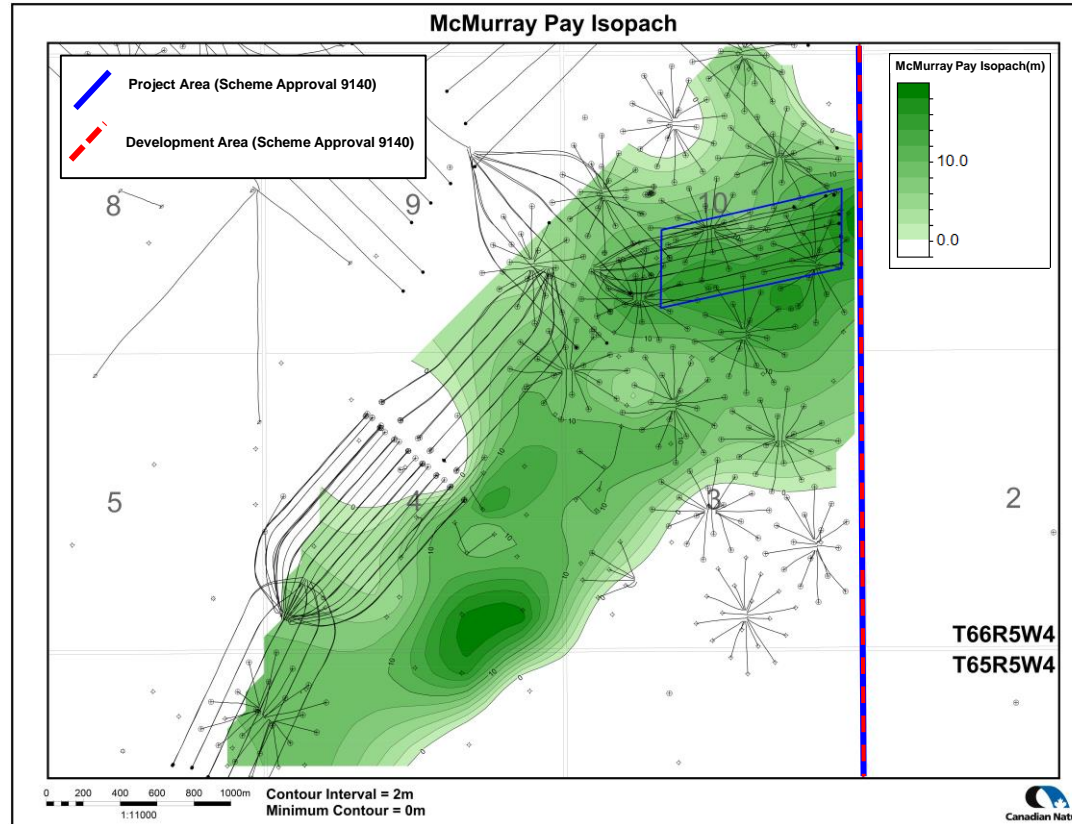 McMurray Pay Isopach
Project Area (Scheme Approval 9140)
Development Area (Scheme Approval 9140)
McMurray Pay Isopach(m)
10.0
0.0
8
9
10
5
4
3
2
T66R5W4
T65R5W4
0 200 400 600 800 1000m
1:11000
Contour Interval = 2m
Minimum Contour = 0m
Canadian Natu